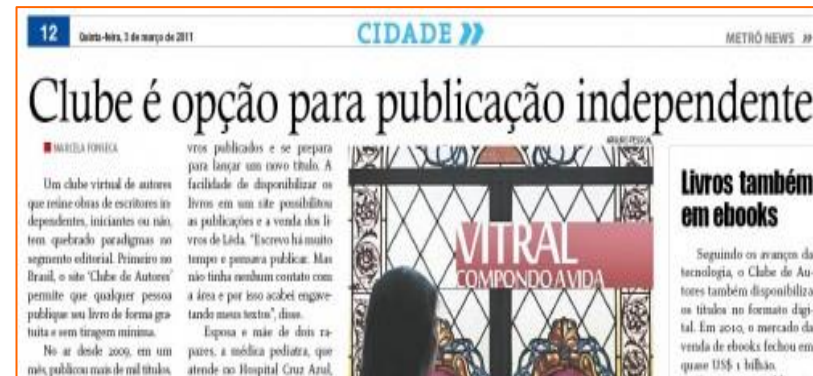 12 Quinta-feira, 3 de março de 2011
CIDADE
METRÔ NEWS
Clube é opção para publicação independente
MARCELA FONSECA
Um clube virtual de autores
que reúne obras de escritores in-
dependentes, iniciantes ou não,
tem quebrado paradigmas no
segmento editorial. Primeiro no
Brasil, o site 'Clube de Autores'
permite que qualquer pessoa
publique seu livro de forma gra-
tuita e sem tiragem mínima.
No ar desde 2009, em um
mês, publicou mais de mil títulos,
vros publicados e se prepara
para lançar um novo título. A
facilidade de disponibilizar os
livros em um site possibilitou
as publicações e a venda dos li-
vros de Lêda. "Escrevo há muito
tempo e pensava publicar. Mas
não tinha nenhum contato com
a área e por isso acabei engave-
tando meus textos", disse.
Esposa e mãe de dois ra-
pazes, a médica pediatra, que
atende no Hospital Cruz Azul,
ARQUIVO PESSOAL
VITRAL
COMPONDO A VIDA
Livros também
em ebooks
Seguindo os avanços da
tecnologia, o Clube de Au-
tores também disponibiliza
os títulos no formato digi-
tal. Em 2010, o mercado da
venda de ebooks fechou em
quase US$ 1 bilhão.